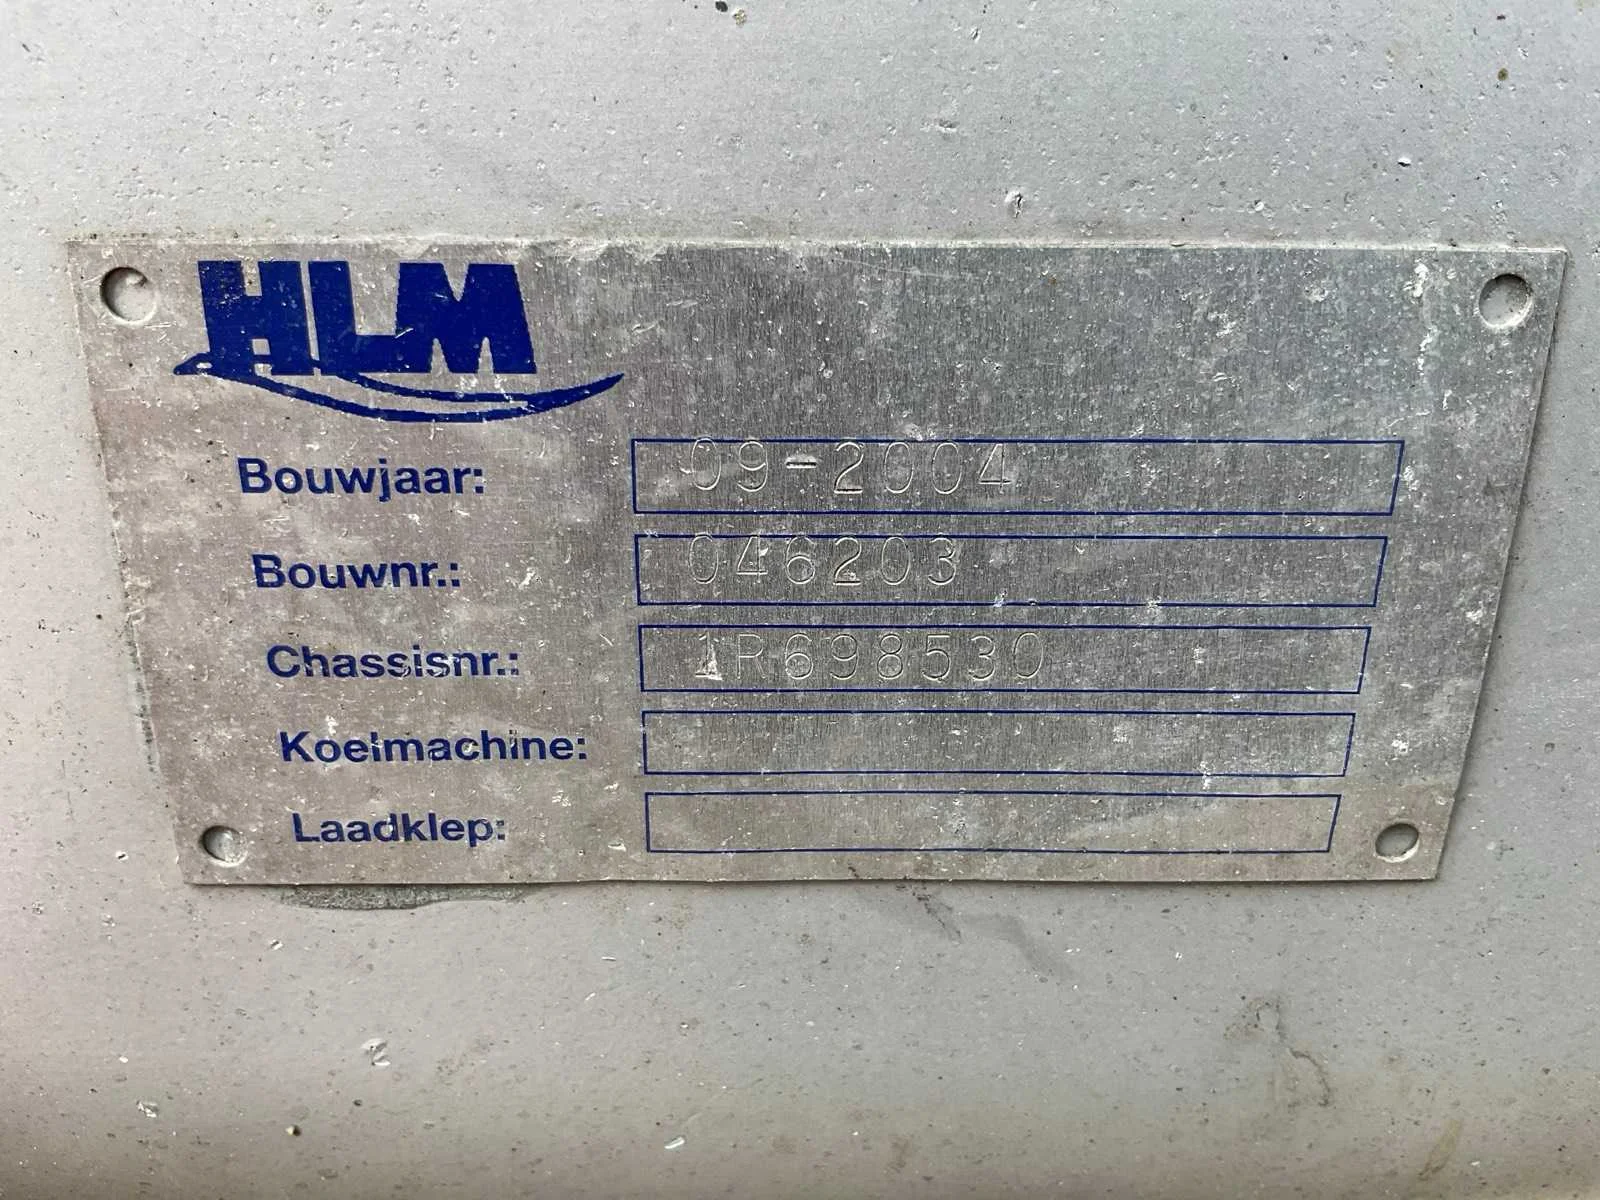 HLM
Bouwjaar: 09-2004
Bouwnr.: 046203
Chassisnr.: 1R698530
Koelmachine:
Laadklep: